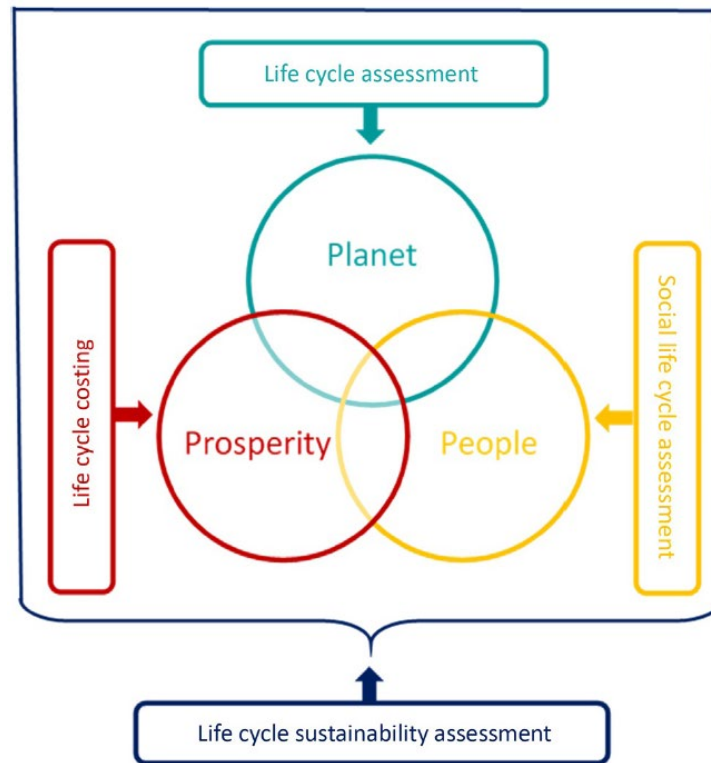 Life cycle assessment
Planet
Life cycle costing
Social life cycle assessment
Prosperity
People
Life cycle sustainability assessment